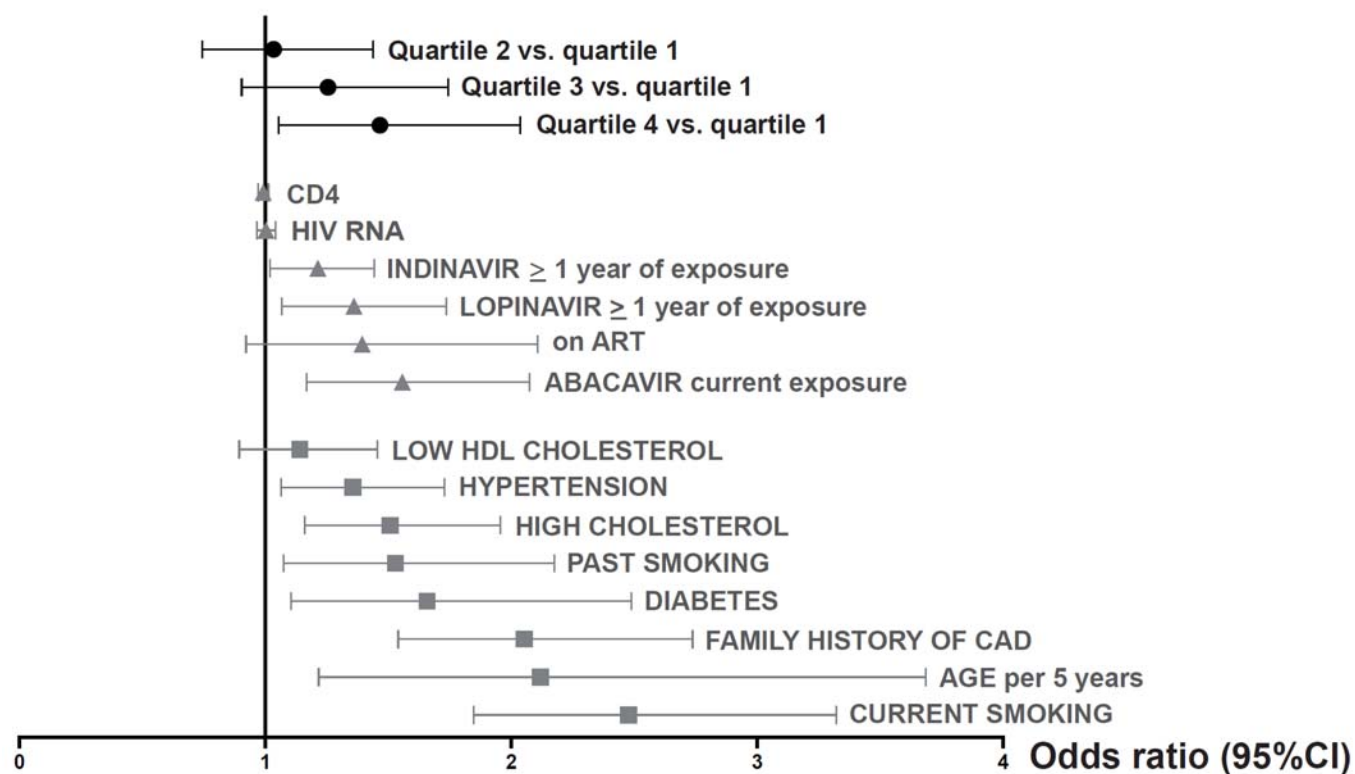 Quartile 2 vs. quartile 1
Quartile 3 vs. quartile 1
Quartile 4 vs. quartile 1
CD4
HIV RNA
INDINAVIR ≥ 1 year of exposure
LOPINAVIR ≥ 1 year of exposure
on ART
ABACAVIR current exposure
LOW HDL CHOLESTEROL
HYPERTENSION
HIGH CHOLESTEROL
PAST SMOKING
DIABETES
FAMILY HISTORY OF CAD
AGE per 5 years
CURRENT SMOKING
0 1 2 3 4 Odds ratio (95%CI)